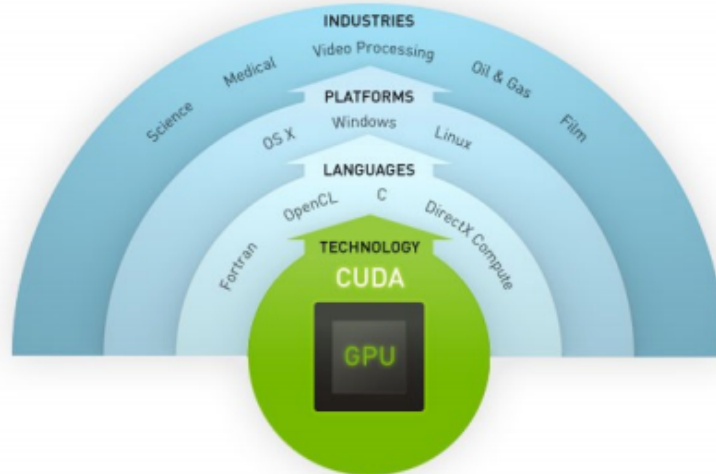 INDUSTRIES
Science Medical Video Processing Oil & Gas Film
PLATFORMS
OS X Windows Linux
LANGUAGES
Fortran OpenCL C DirectX Compute
TECHNOLOGY
CUDA
GPU